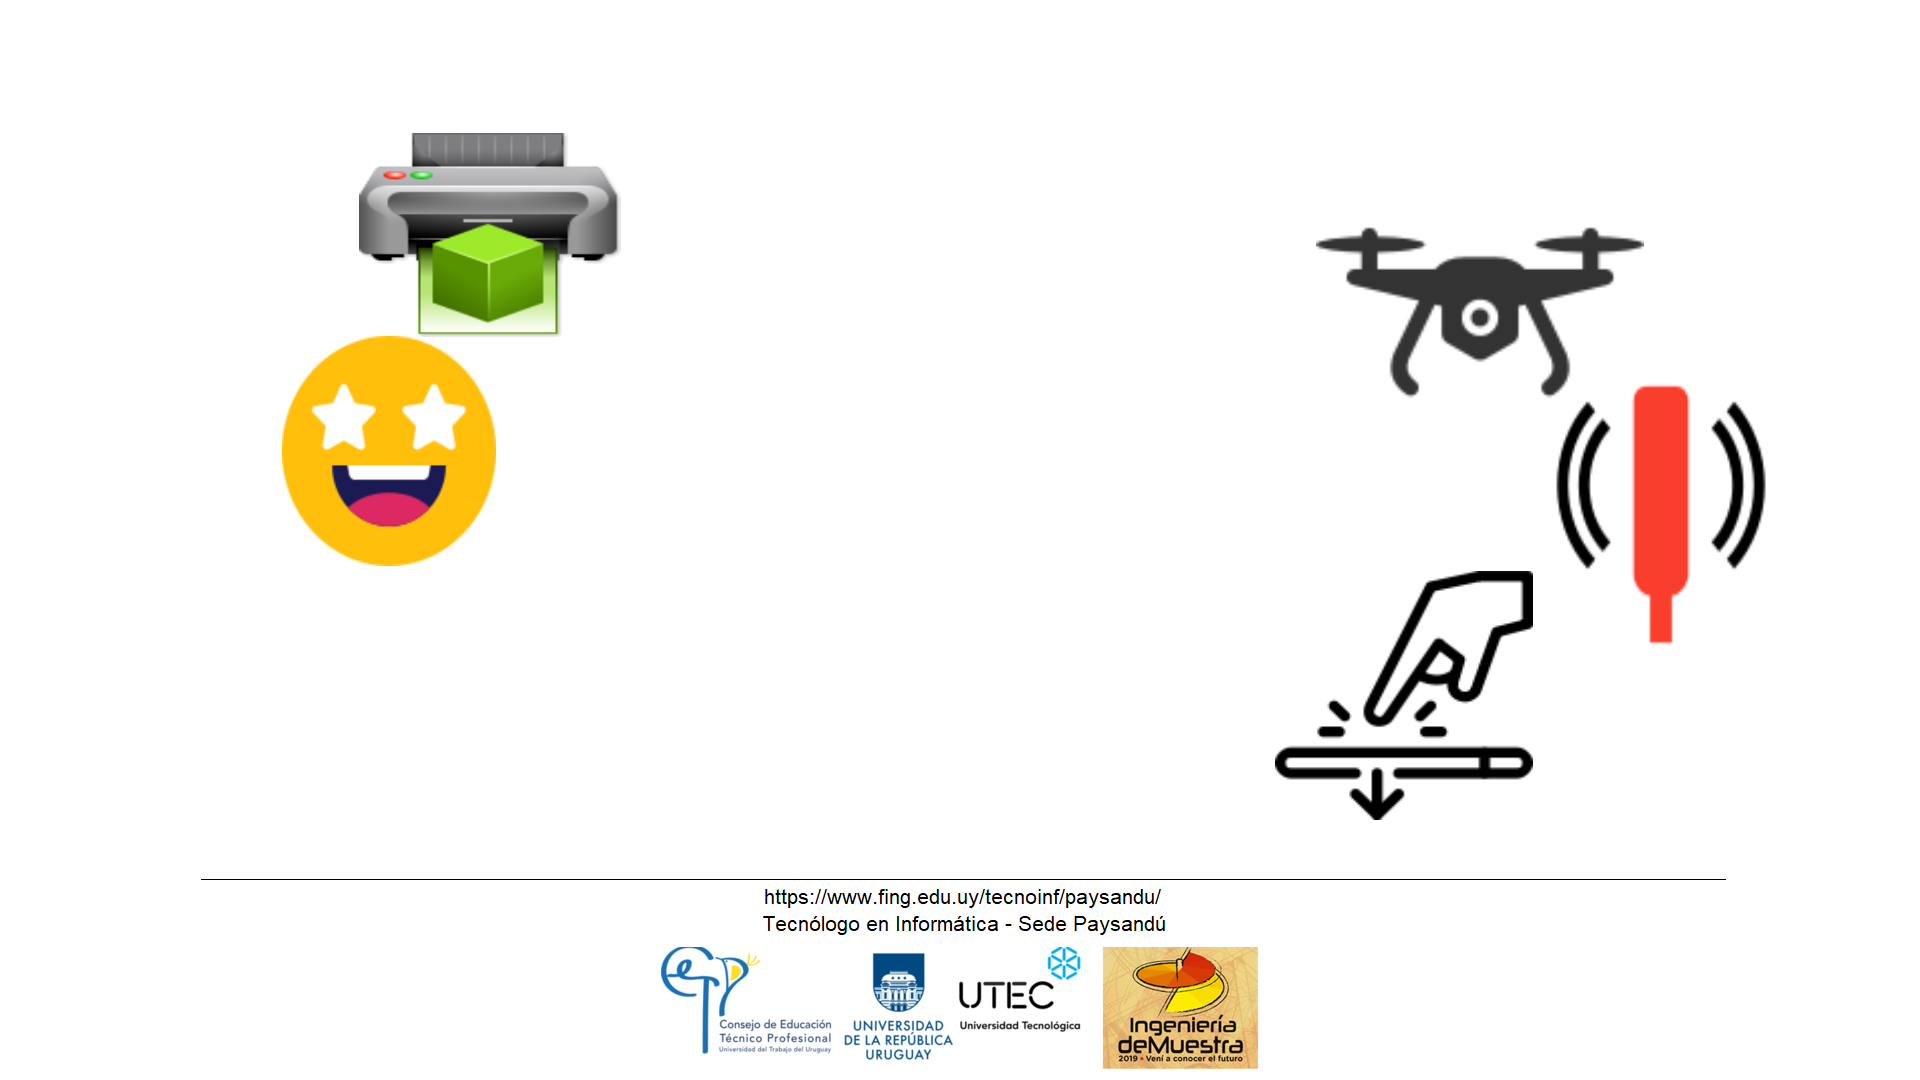 https://www.fing.edu.uy/tecnoinf/paysandu/
Tecnólogo en Informática - Sede Paysandú
Consejo de Educación
Técnico Profesional
Universidad del Trabajo del Uruguay
UNIVERSIDAD
DE LA REPÚBLICA
URUGUAY
UTEC
Universidad Tecnológica
Ingeniería
deMuestra
2019 • Vení a conocer el futuro